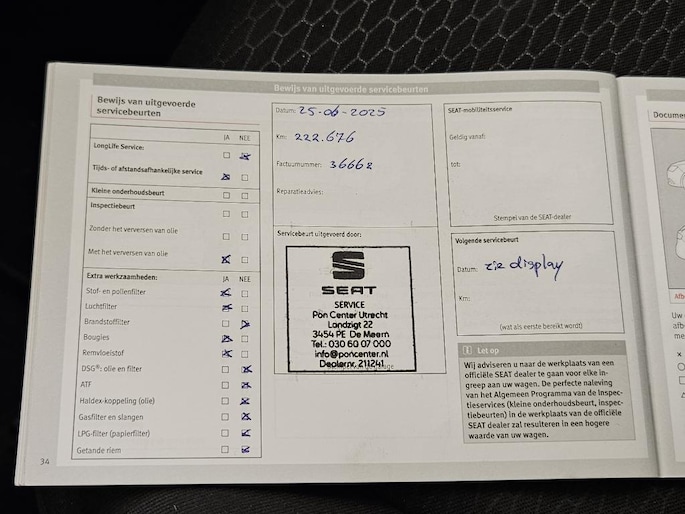 Bewijs van uitgevoerde servicebeurten
Bewijs van uitgevoerde
servicebeurten
JA NEE
LongLife Service:
Tijds- of afstandsafhankelijke service
Kleine onderhoudsbeurt
Inspectiebeurt
Zonder het verversen van olie
Met het verversen van olie
Extra werkzaamheden: JA NEE
Stof- en pollenfilter
Luchtfilter
Brandstoffilter
Bougies
Remvloeistof
DSG®: olie en filter
ATF
Haldex-koppeling (olie)
Gasfilter en slangen
LPG-filter (papierfilter)
Getande riem
34
Datum: 25-06-2025
Km: 222.676
Factuurnummer: 36662
Reparatieadvies:
Servicebeurt uitgevoerd door:
SEAT
SERVICE
Pon Center Utrecht
Landzigt 22
3454 PE De Meern
Tel.: 030 60 07 000
info@poncenter.nl
Dealernr. 211241
SEAT-mobiliteitsservice
Geldig vanaf:
tot:
Stempel van de SEAT-dealer
Volgende servicebeurt
Datum: zie display
Km:
(wat als eerste bereikt wordt)
Let op
Wij adviseren u naar de werkplaats van een
officiële SEAT dealer te gaan voor elke in-
greep aan uw wagen. De perfecte naleving
van het Algemeen Programma van de Inspec-
tieservices (kleine onderhoudsbeurt, inspec-
tiebeurten) in de werkplaats van de officiële
SEAT dealer zal resulteren in een hogere
waarde van uw wagen.
Documen
Afb
Uw
afbe
me